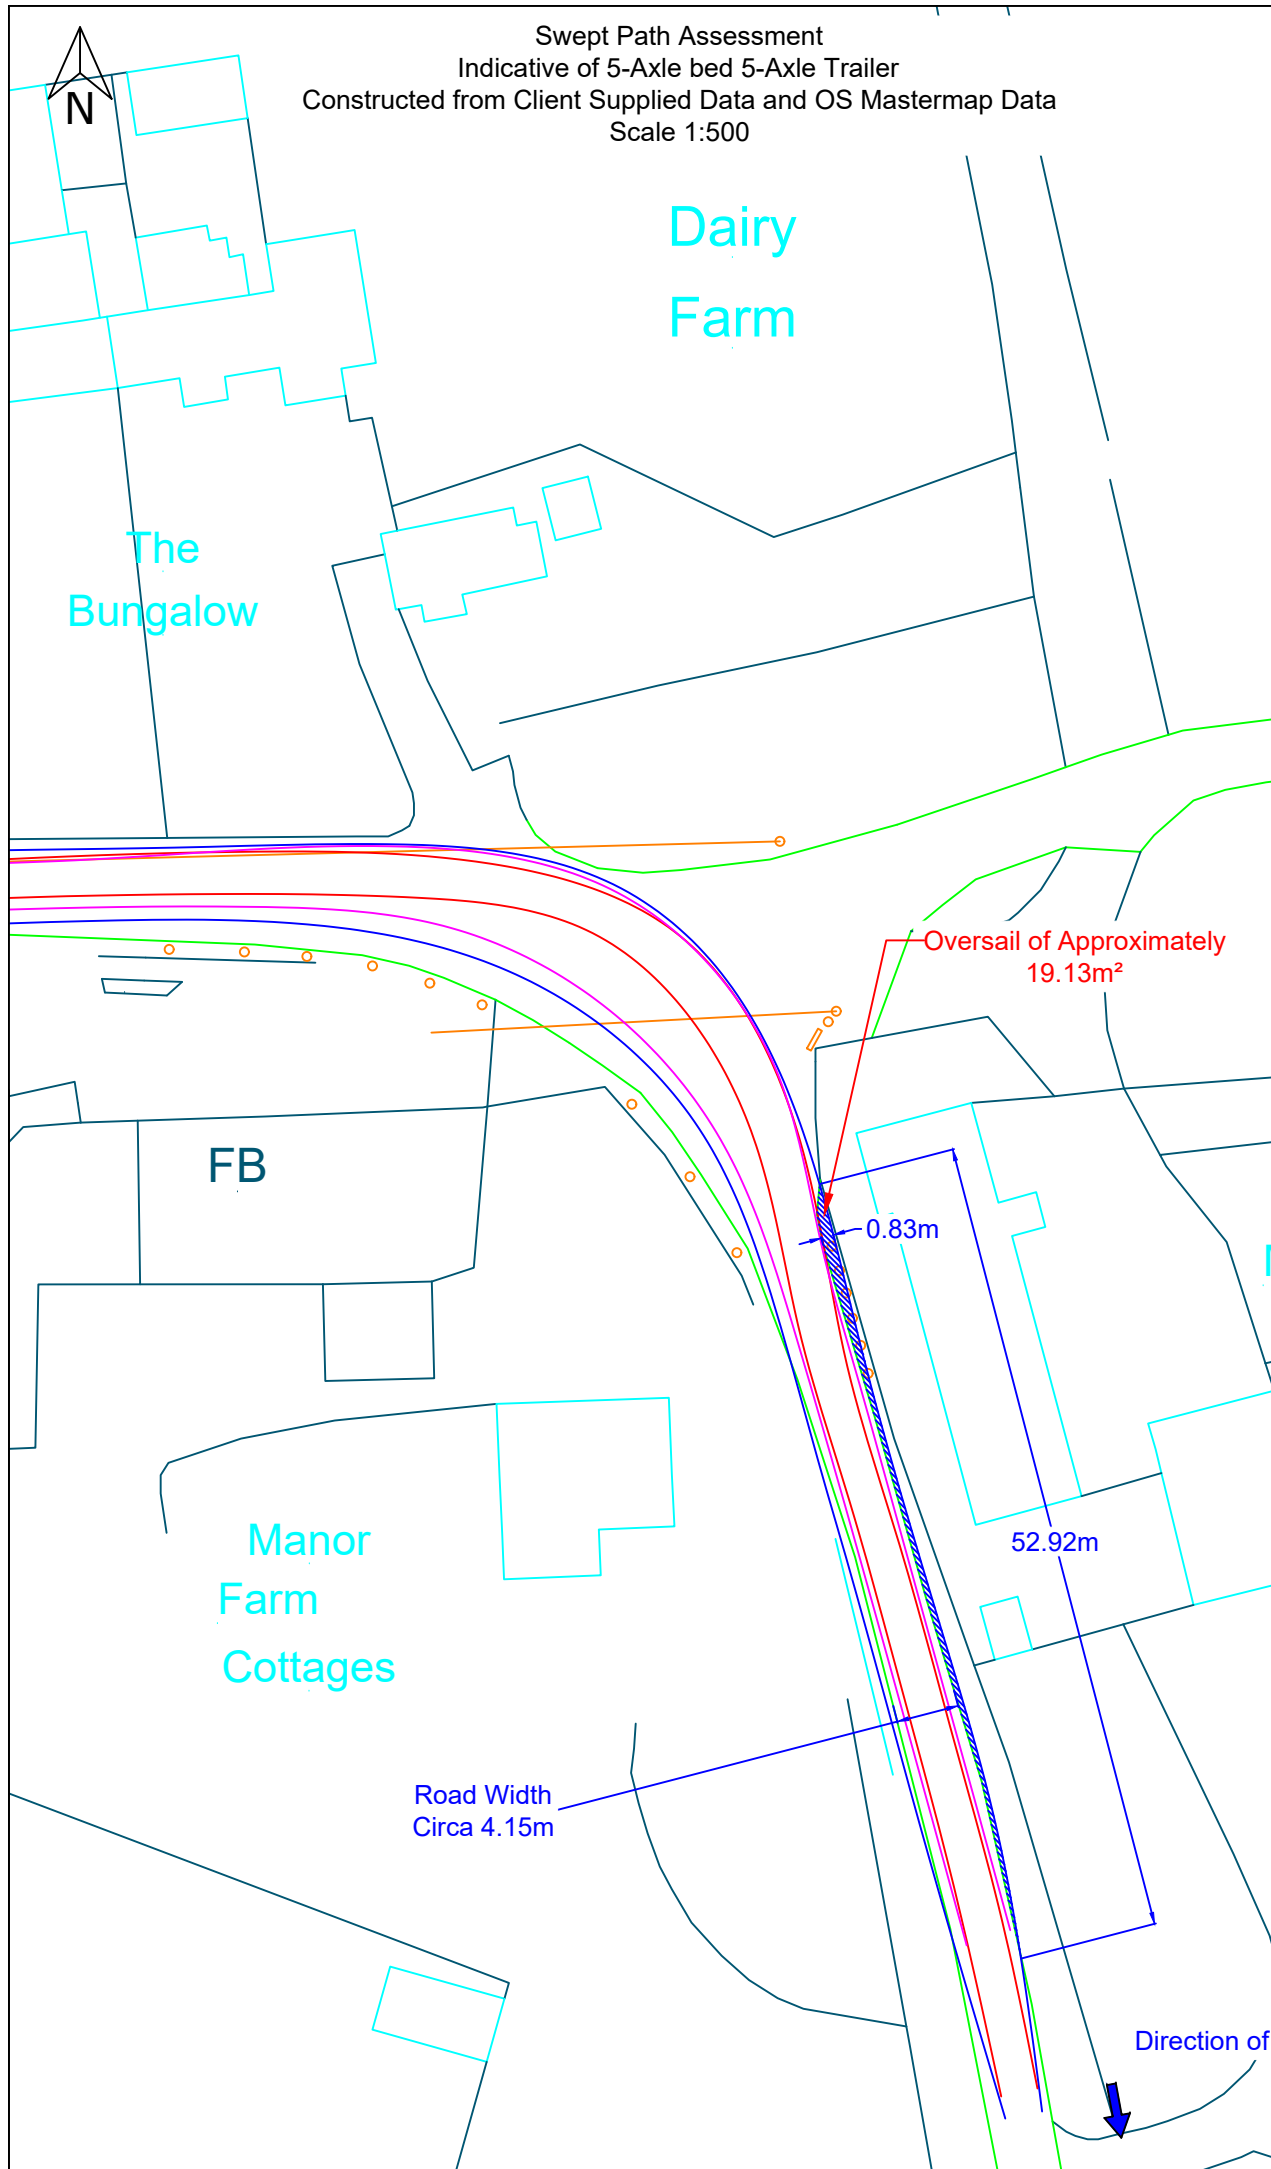 Swept Path Assessment
Indicative of 5-Axle bed 5-Axle Trailer
Constructed from Client Supplied Data and OS Mastermap Data
Scale 1:500
N
Dairy
Farm
The
Bungalow
Oversail of Approximately
19.13m²
FB
0.83m
Manor
Farm
Cottages
52.92m
Road Width
Circa 4.15m
Direction of